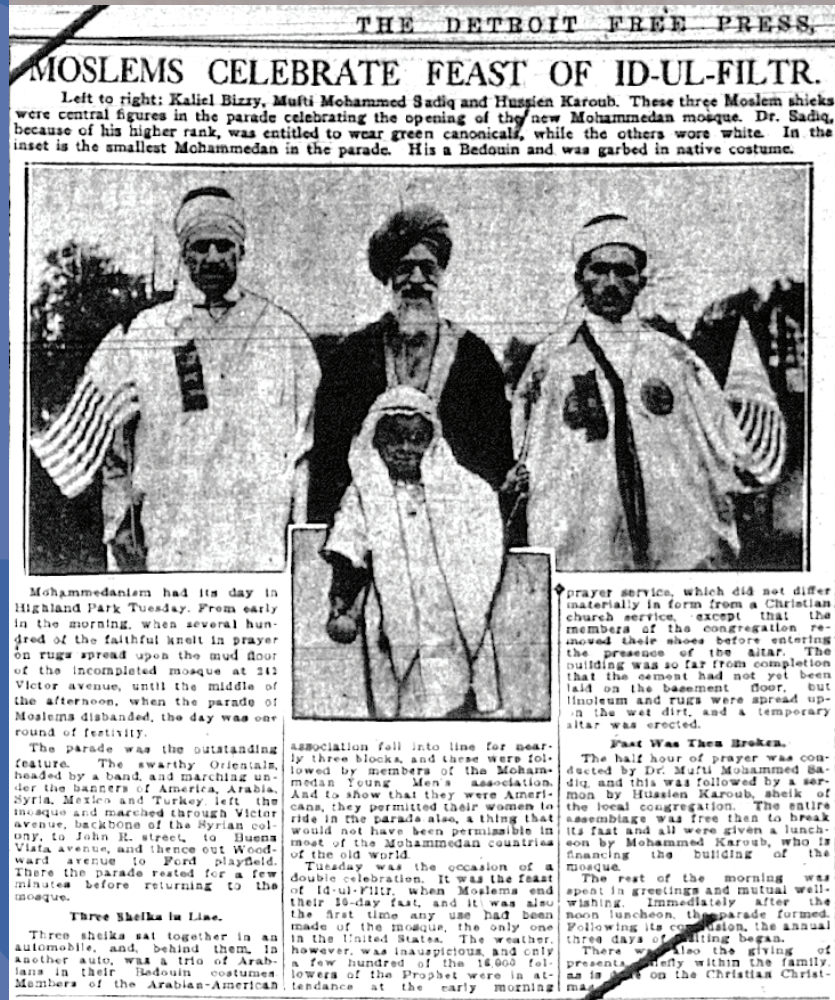 THE DETROIT FREE PRESS,
MOSLEMS CELEBRATE FEAST OF ID-UL-FILTR.
Left to right: Kaliel Bizzy, Mufti Mohammed Sadiq and Hussien Karoub. These three Moslem shieks
were central figures in the parade celebrating the opening of the new Mohammedan mosque. Dr. Sadiq,
because of his higher rank, was entitled to wear green canonicals, while the others wore white. In the
inset is the smallest Mohammedan in the parade. His a Bedouin and was garbed in native costume.
Mohammedanism had its day in
Highland Park Tuesday. From early
in the morning, when several hun-
dred of the faithful knelt in prayer
on rugs spread upon the mud floor
of the incompleted mosque at 242
Victor avenue, until the middle of
the afternoon, when the parade of
Moslems disbanded, the day was one
round of festivity.
The parade was the outstanding
feature. The swarthy Orientals,
headed by a band, and marching un-
der the banners of America, Arabia,
Syria, Mexico and Turkey, left the
mosque and marched through Victor
avenue, backbone of the Syrian col-
ony, to John R. street, to Buena
Vista avenue, and thence out Wood-
ward avenue to Ford playfield.
There the parade rested for a few
minutes before returning to the
mosque.
Three Sheiks in Line.
Three sheiks sat together in an
automobile, and, behind them, in
another auto, was a trio of Arab-
ians in their Bedouin costumes.
Members of the Arabian-American
association fell into line for near-
ly three blocks, and these were fol-
lowed by members of the Moham-
medan Young Men's association.
And to show that they were Ameri-
cans, they permitted their women to
ride in the parade also, a thing that
would not have been permissible in
most of the Mohammedan countries
of the old world.
Tuesday was the occasion of a
double celebration. It was the feast
of Id-ul-Filtr, when Moslems end
their 30-day fast, and it was also
the first time any use had been
made of the mosque, the only one
in the United States. The weather,
however, was inauspicious, and only
a few hundred of the 16,000 fol-
lowers of the Prophet were in at-
tendance at the early morning
prayer service, which did not differ
materially in form from a Christian
church service, except that the
members of the congregation re-
moved their shoes before entering
the presence of the altar. The
building was so far from completion
that the cement had not yet been
laid on the basement floor, but
linoleum and rugs were spread up-
on the wet dirt, and a temporary
altar was erected.
Fast Was Then Broken.
The half hour of prayer was con-
ducted by Dr. Mufti Mohammed Sa-
diq, and this was followed by a ser-
mon by Hussien Karoub, sheik of
the local congregation. The entire
assemblage was free then to break
its fast and all were given a lunch-
eon by Mohammed Karoub, who is
financing the building of the
mosque.
The rest of the morning was
spent in greetings and mutual well-
wishing. Immediately after the
noon luncheon, the parade formed.
Following its conclusion, the annual
three days of visiting began.
There was also the giving of
presents, chiefly within the family,
as is done on the Christian Christ-
mas.